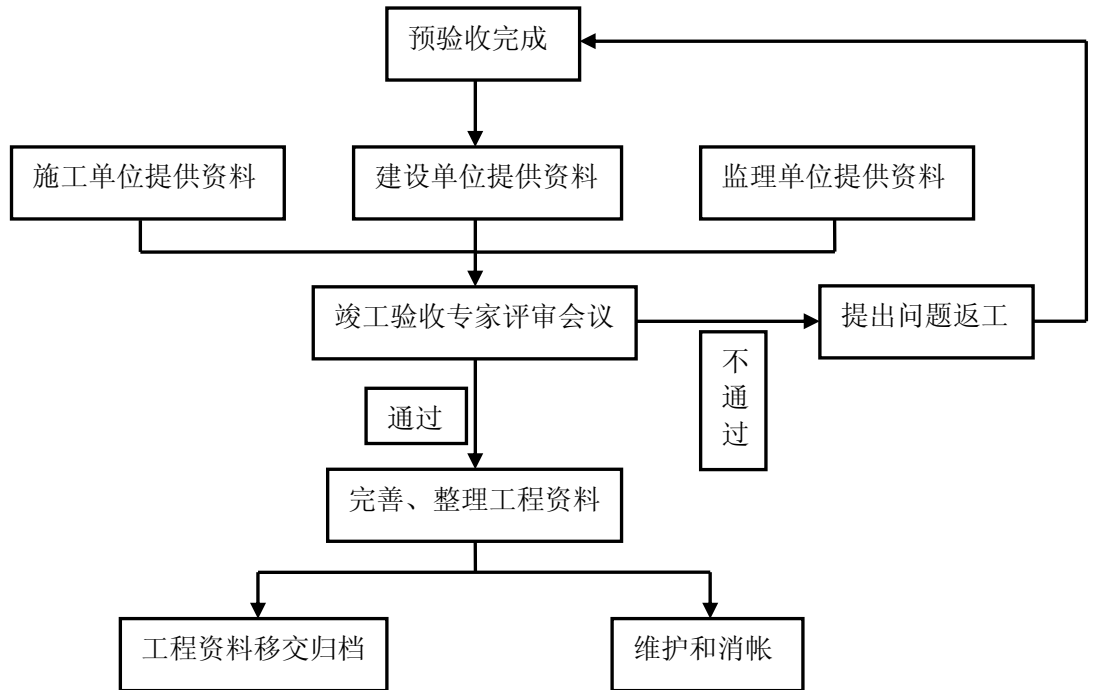 预验收完成
施工单位提供资料
建设单位提供资料
监理单位提供资料
竣工验收专家评审会议
提出问题返工
不
通
过
通过
完善、整理工程资料
工程资料移交归档
维护和消帐